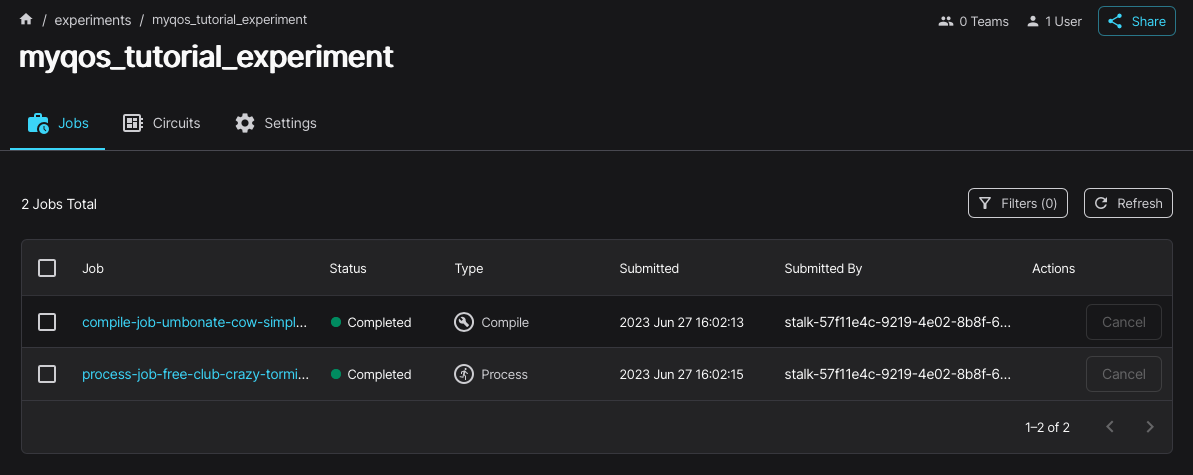 / experiments / myqos_tutorial_experiment
0 Teams 1 User Share
myqos_tutorial_experiment
Jobs Circuits Settings
2 Jobs Total Filters (0) Refresh
Job Status Type Submitted Submitted By Actions
compile-job-umbonate-cow-simpl... Completed Compile 2023 Jun 27 16:02:13 stalk-57f11e4c-9219-4e02-8b8f-6... Cancel
process-job-free-club-crazy-tormi... Completed Process 2023 Jun 27 16:02:15 stalk-57f11e4c-9219-4e02-8b8f-6... Cancel
1–2 of 2